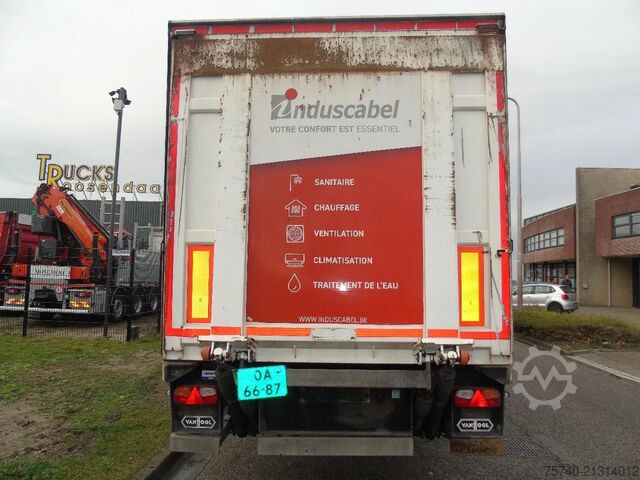 Induscabel
VOTRE CONFORT EST ESSENTIEL
SANITAIRE
CHAUFFAGE
VENTILATION
CLIMATISATION
TRAITEMENT DE L'EAU
WWW.INDUSCABEL.BE
TRUCKS
Roosendaal
OA
66-87
VAN HOOL
VAN HOOL
75740-21314012